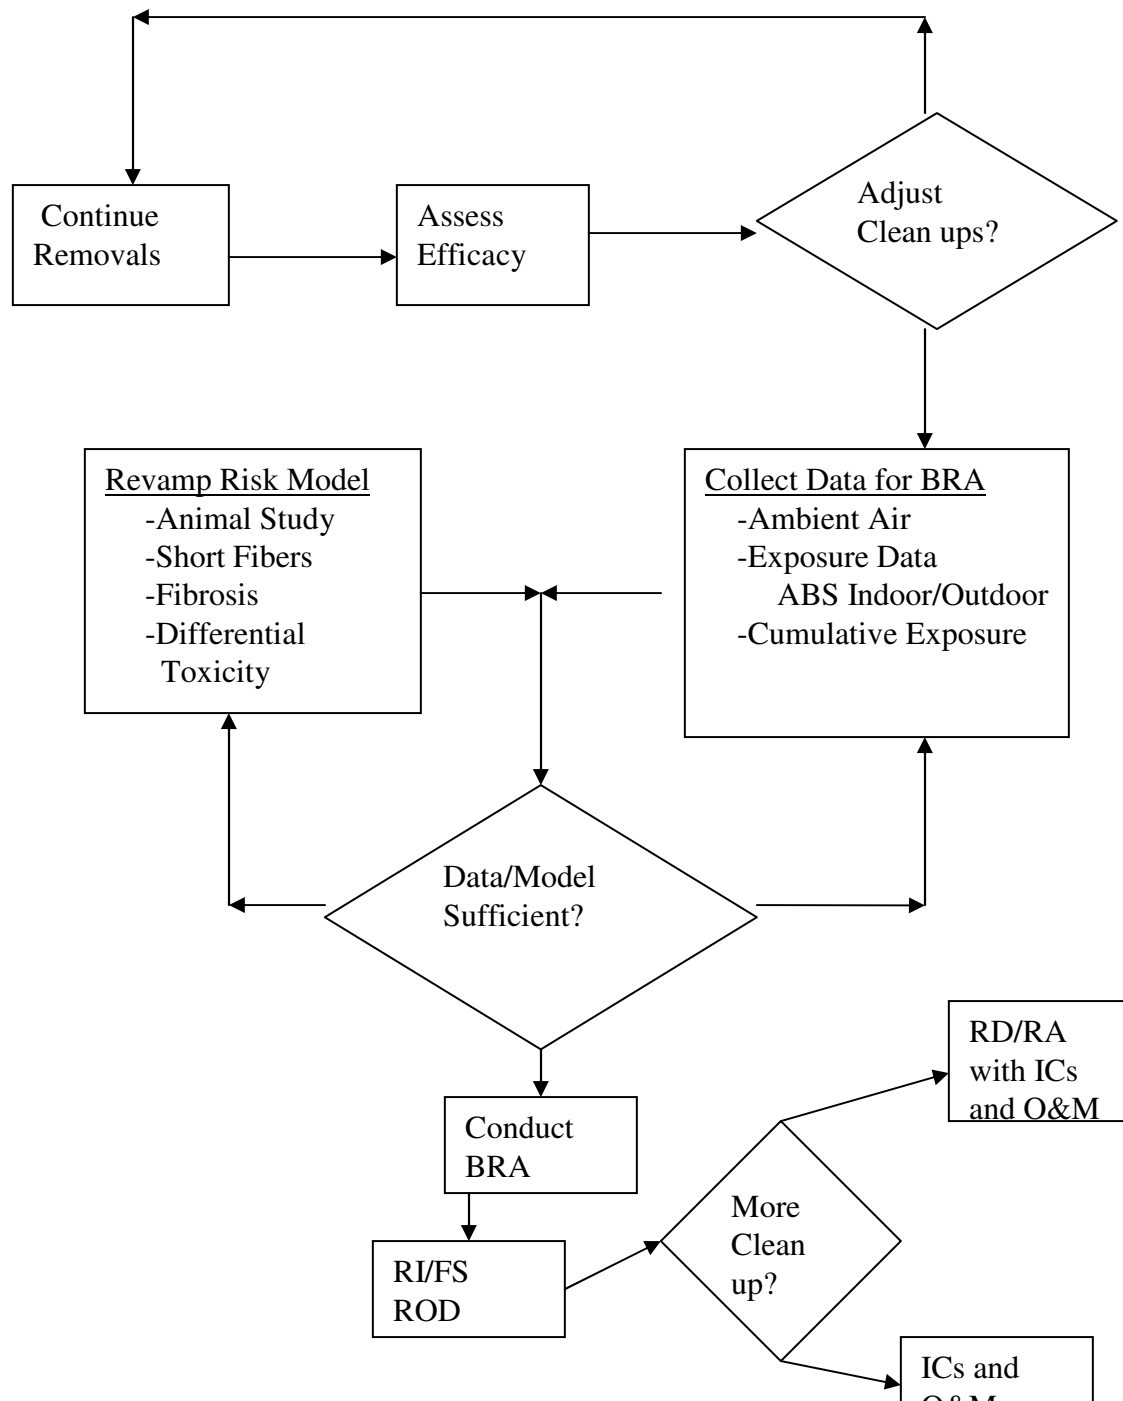 Continue
Removals
Assess
Efficacy
Adjust
Clean ups?
Revamp Risk Model
-Animal Study
-Short Fibers
-Fibrosis
-Differential
Toxicity
Collect Data for BRA
-Ambient Air
-Exposure Data
ABS Indoor/Outdoor
-Cumulative Exposure
Data/Model
Sufficient?
RD/RA
with ICs
and O&M
Conduct
BRA
More
Clean
up?
RI/FS
ROD
ICs and
O&M